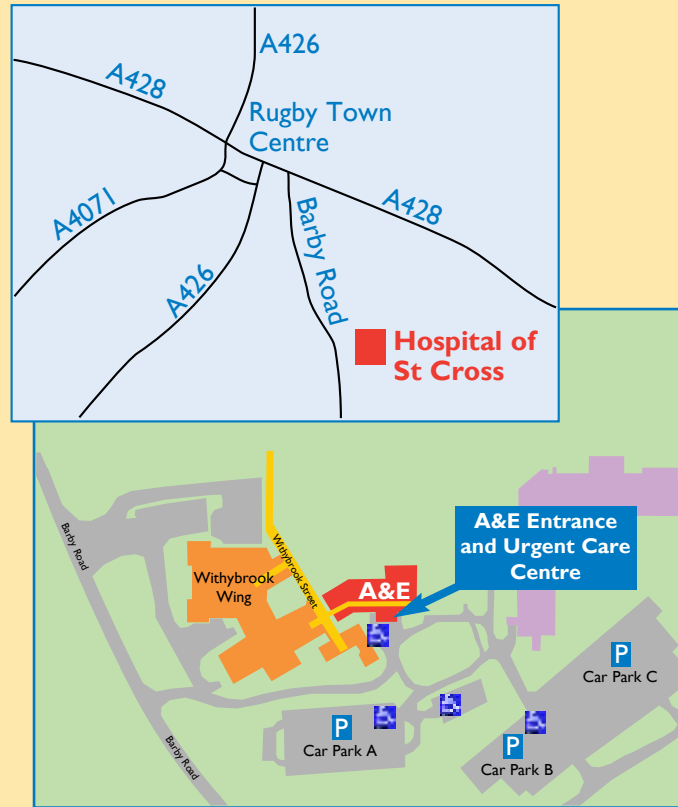 A426
A428
Rugby Town
Centre
A4071
A428
A426
Barby Road
Hospital of
St Cross
A&E Entrance
and Urgent Care
Centre
Barby Road
Withybrook Street
Withybrook
Wing
A&E
P
Car Park C
P
Car Park A
P
Car Park B
Barby Road